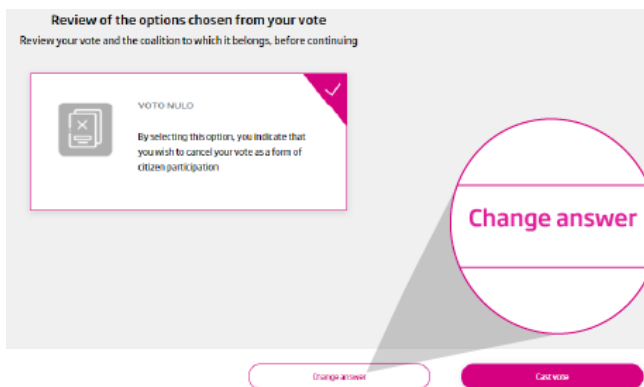 Review of the options chosen from your vote
Review your vote and the coalition to which it belongs, before continuing
VOTO NULO
By selecting this option, you indicate that
you wish to cancel your vote as a form of
citizen participation
Change answer
Change answer
Cast vote